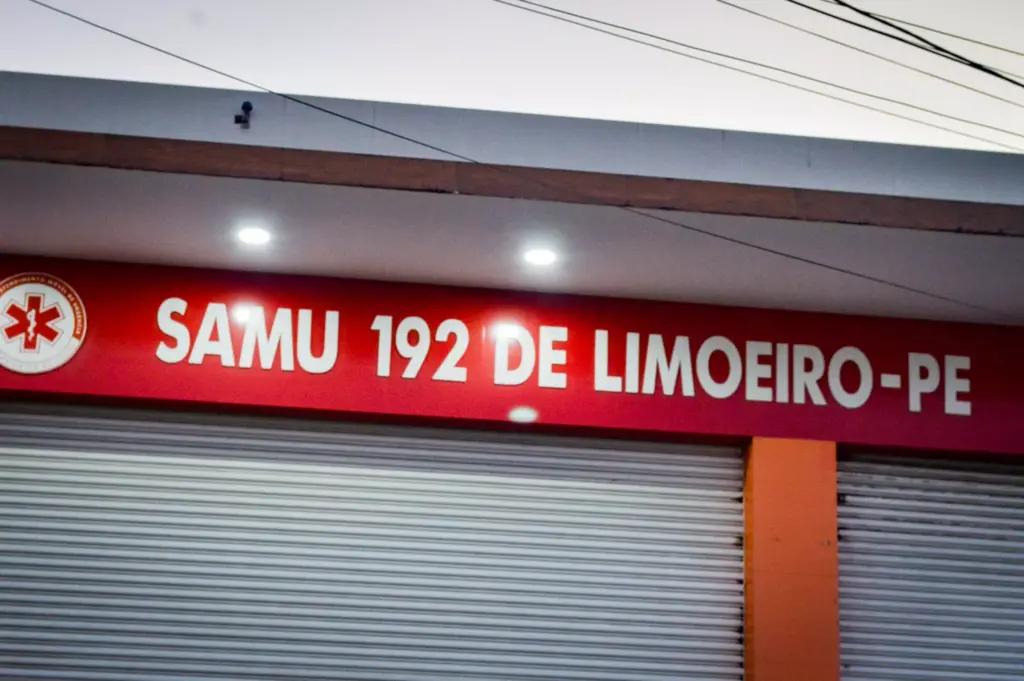 SAMU 192 DE LIMOEIRO-PE